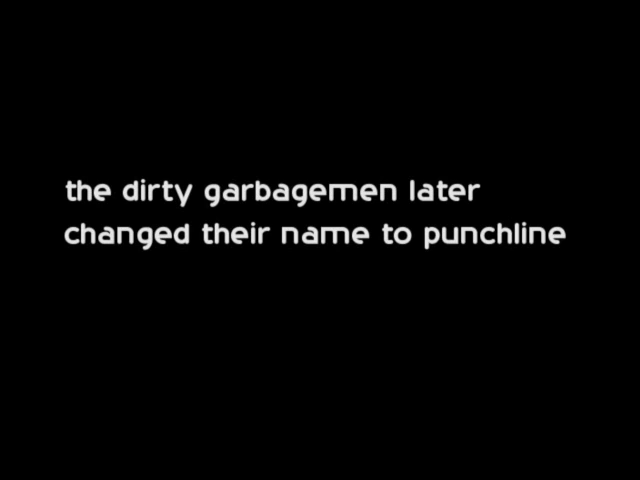 the dirty garbagemen later
changed their name to punchline